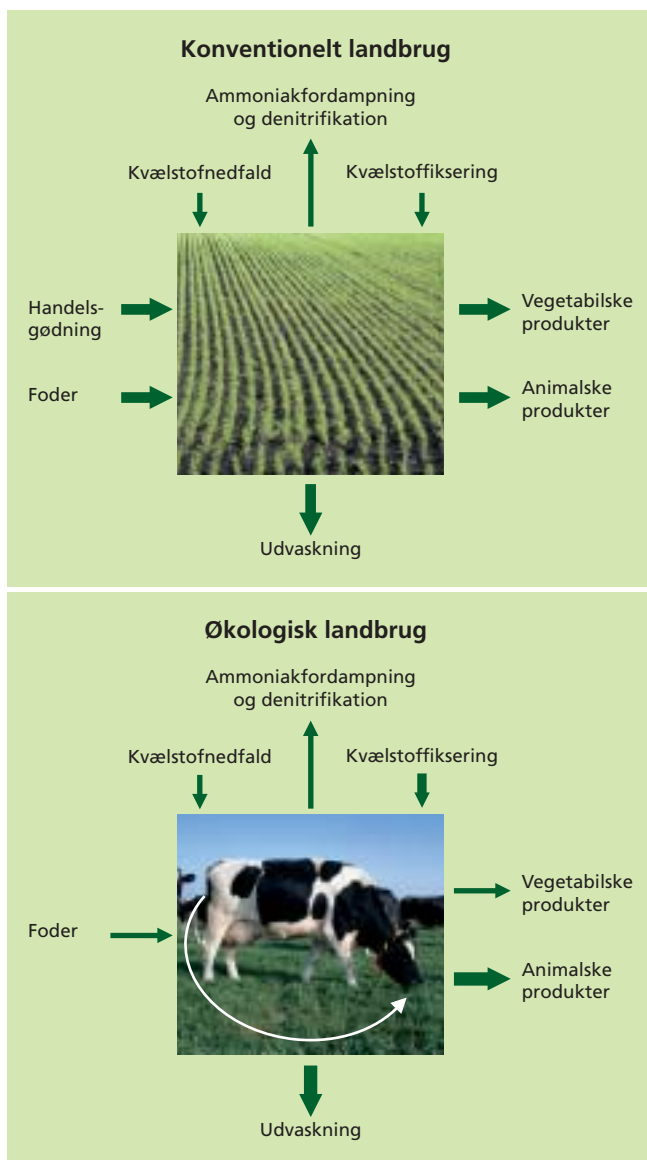 Konventionelt landbrug
Ammoniakfordampning
og denitrifikation
Kvælstofnedfald
Kvælstoffiksering
Handels-
gødning
Foder
Vegetabilske
produkter
Animalske
produkter
Udvaskning
Økologisk landbrug
Ammoniakfordampning
og denitrifikation
Kvælstofnedfald
Kvælstoffiksering
Foder
Vegetabilske
produkter
Animalske
produkter
Udvaskning